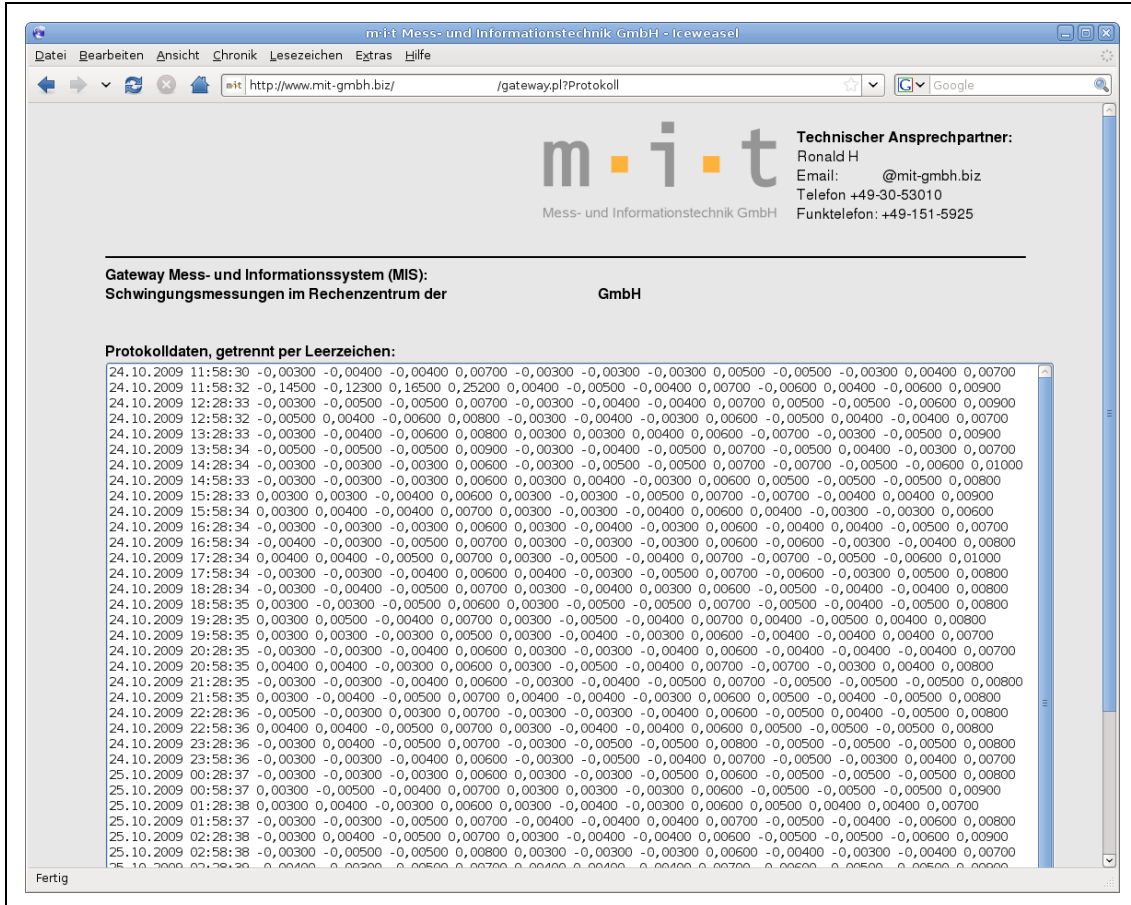 m·i·t Mess- und Informationstechnik GmbH - Iceweasel
Datei Bearbeiten Ansicht Chronik Lesezeichen Extras Hilfe
m·i·t http://www.mit-gmbh.biz/ /gateway.pl?Protokoll Google
m·i·t
Mess- und Informationstechnik GmbH
Technischer Ansprechpartner:
Ronald H
Email: @mit-gmbh.biz
Telefon +49-30-53010
Funktelefon: +49-151-5925
Gateway Mess- und Informationssystem (MIS):
Schwingungsmessungen im Rechenzentrum der GmbH
Protokolldaten, getrennt per Leerzeichen:
24.10.2009 11:58:30 -0,00300 -0,00400 -0,00400 0,00700 -0,00300 -0,00300 -0,00300 0,00500 -0,00500 -0,00300 0,00400 0,00700
24.10.2009 11:58:32 -0,14500 -0,12300 0,16500 0,25200 0,00400 -0,00500 -0,00400 0,00700 -0,00600 0,00400 -0,00600 0,00900
24.10.2009 12:28:33 -0,00300 -0,00500 -0,00500 0,00700 -0,00300 -0,00400 -0,00400 0,00700 0,00500 -0,00500 -0,00600 0,00900
24.10.2009 12:58:32 -0,00500 0,00400 -0,00600 0,00800 -0,00300 -0,00400 -0,00300 0,00600 -0,00500 0,00400 -0,00400 0,00700
24.10.2009 13:28:33 -0,00300 -0,00400 -0,00600 0,00800 0,00300 0,00300 0,00400 0,00600 -0,00700 -0,00300 -0,00500 0,00900
24.10.2009 13:58:34 -0,00500 -0,00500 -0,00500 0,00900 -0,00300 -0,00400 -0,00500 0,00700 -0,00500 0,00400 -0,00300 0,00700
24.10.2009 14:28:34 -0,00300 -0,00300 -0,00300 0,00600 -0,00300 -0,00500 -0,00500 0,00700 -0,00700 -0,00500 -0,00600 0,01000
24.10.2009 14:58:33 -0,00300 -0,00300 -0,00300 0,00600 0,00300 0,00400 -0,00300 0,00600 0,00500 -0,00500 -0,00500 0,00800
24.10.2009 15:28:33 0,00300 0,00300 -0,00400 0,00600 0,00300 -0,00300 -0,00500 0,00700 -0,00700 -0,00400 0,00400 0,00900
24.10.2009 15:58:34 0,00300 0,00400 -0,00400 0,00700 0,00300 -0,00300 -0,00400 0,00600 0,00400 -0,00300 -0,00300 0,00600
24.10.2009 16:28:34 -0,00300 -0,00300 -0,00300 0,00600 0,00300 -0,00400 -0,00300 0,00600 -0,00400 0,00400 -0,00500 0,00700
24.10.2009 16:58:34 -0,00400 -0,00300 -0,00500 0,00700 0,00300 -0,00300 -0,00300 0,00600 -0,00600 -0,00300 -0,00400 0,00800
24.10.2009 17:28:34 0,00400 0,00400 -0,00500 0,00700 0,00300 -0,00500 -0,00400 0,00700 -0,00700 -0,00500 -0,00600 0,01000
24.10.2009 17:58:34 -0,00300 -0,00300 -0,00400 0,00600 0,00400 -0,00300 -0,00500 0,00700 -0,00600 -0,00300 0,00500 0,00800
24.10.2009 18:28:34 -0,00300 -0,00400 -0,00400 0,00700 -0,00300 -0,00400 0,00300 0,00600 -0,00500 0,00400 -0,00400 0,00800
24.10.2009 18:58:35 0,00300 -0,00300 -0,00500 0,00600 0,00300 -0,00500 -0,00500 0,00700 -0,00500 -0,00400 -0,00500 0,00800
24.10.2009 19:28:35 0,00300 0,00500 -0,00400 0,00700 0,00300 -0,00500 -0,00400 0,00700 0,00400 -0,00500 0,00400 0,00800
24.10.2009 19:58:35 0,00300 0,00300 -0,00300 0,00500 0,00300 -0,00400 -0,00300 0,00600 -0,00400 -0,00400 0,00400 0,00700
24.10.2009 20:28:35 -0,00300 -0,00300 -0,00400 0,00600 0,00300 -0,00300 -0,00400 0,00600 -0,00400 -0,00400 -0,00400 0,00700
24.10.2009 20:58:35 0,00400 0,00400 -0,00300 0,00600 0,00300 -0,00500 -0,00400 0,00700 -0,00700 -0,00300 0,00400 0,00800
24.10.2009 21:28:35 -0,00300 -0,00300 -0,00400 0,00600 -0,00300 -0,00400 -0,00500 0,00700 -0,00500 -0,00500 -0,00500 0,00800
24.10.2009 21:58:35 0,00300 -0,00400 -0,00500 0,00700 0,00400 -0,00400 -0,00300 0,00600 0,00500 -0,00400 -0,00500 0,00800
24.10.2009 22:28:36 -0,00500 -0,00300 0,00300 0,00700 -0,00300 -0,00300 -0,00400 0,00600 -0,00500 0,00400 -0,00500 0,00800
24.10.2009 22:58:36 0,00400 0,00400 -0,00500 0,00700 0,00300 -0,00300 -0,00400 0,00600 -0,00500 -0,00500 0,00500 0,00800
24.10.2009 23:28:36 -0,00300 0,00400 -0,00500 0,00700 -0,00300 -0,00500 -0,00500 0,00800 -0,00500 -0,00500 -0,00500 0,00800
24.10.2009 23:58:36 -0,00300 -0,00300 -0,00400 0,00600 -0,00300 -0,00400 -0,00500 0,00700 -0,00500 -0,00300 0,00400 0,00700
25.10.2009 00:28:37 -0,00300 -0,00300 -0,00300 0,00600 0,00300 -0,00300 -0,00500 0,00600 -0,00500 -0,00500 -0,00500 0,00800
25.10.2009 00:58:37 0,00300 -0,00500 -0,00400 0,00700 0,00300 0,00300 -0,00300 0,00600 -0,00500 -0,00500 -0,00500 0,00900
25.10.2009 01:28:38 0,00300 0,00400 -0,00300 0,00600 0,00300 -0,00400 -0,00300 0,00600 0,00500 0,00400 0,00400 0,00700
25.10.2009 01:58:37 -0,00300 -0,00500 -0,00300 0,00700 -0,00300 -0,00300 -0,00500 0,00700 -0,00500 -0,00400 -0,00600 0,00800
25.10.2009 02:28:38 -0,00300 0,00400 -0,00500 0,00700 0,00300 -0,00400 -0,00400 0,00600 -0,00500 -0,00500 -0,00600 0,00900
25.10.2009 02:58:38 -0,00300 -0,00500 -0,00500 0,00800 0,00300 -0,00300 -0,00300 0,00600 -0,00400 -0,00300 -0,00400 0,00700
Fertig